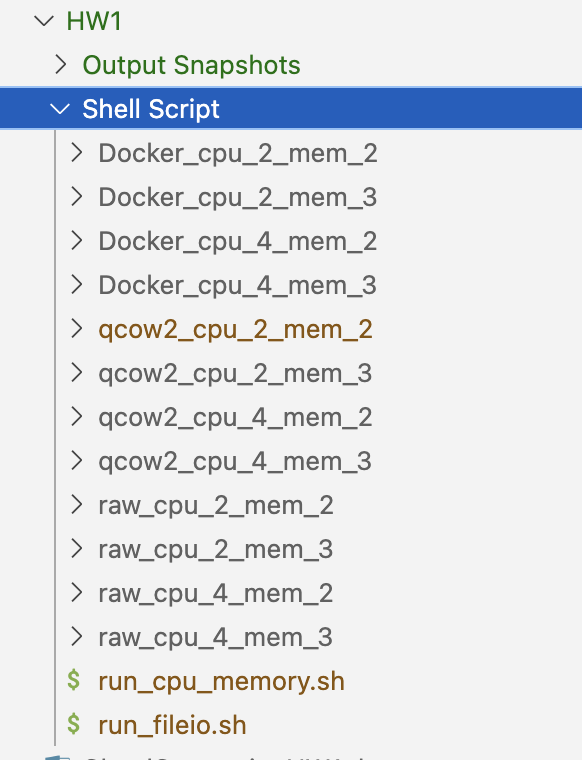 HW1
Output Snapshots
Shell Script
Docker_cpu_2_mem_2
Docker_cpu_2_mem_3
Docker_cpu_4_mem_2
Docker_cpu_4_mem_3
qcow2_cpu_2_mem_2
qcow2_cpu_2_mem_3
qcow2_cpu_4_mem_2
qcow2_cpu_4_mem_3
raw_cpu_2_mem_2
raw_cpu_2_mem_3
raw_cpu_4_mem_2
raw_cpu_4_mem_3
$ run_cpu_memory.sh
$ run_fileio.sh